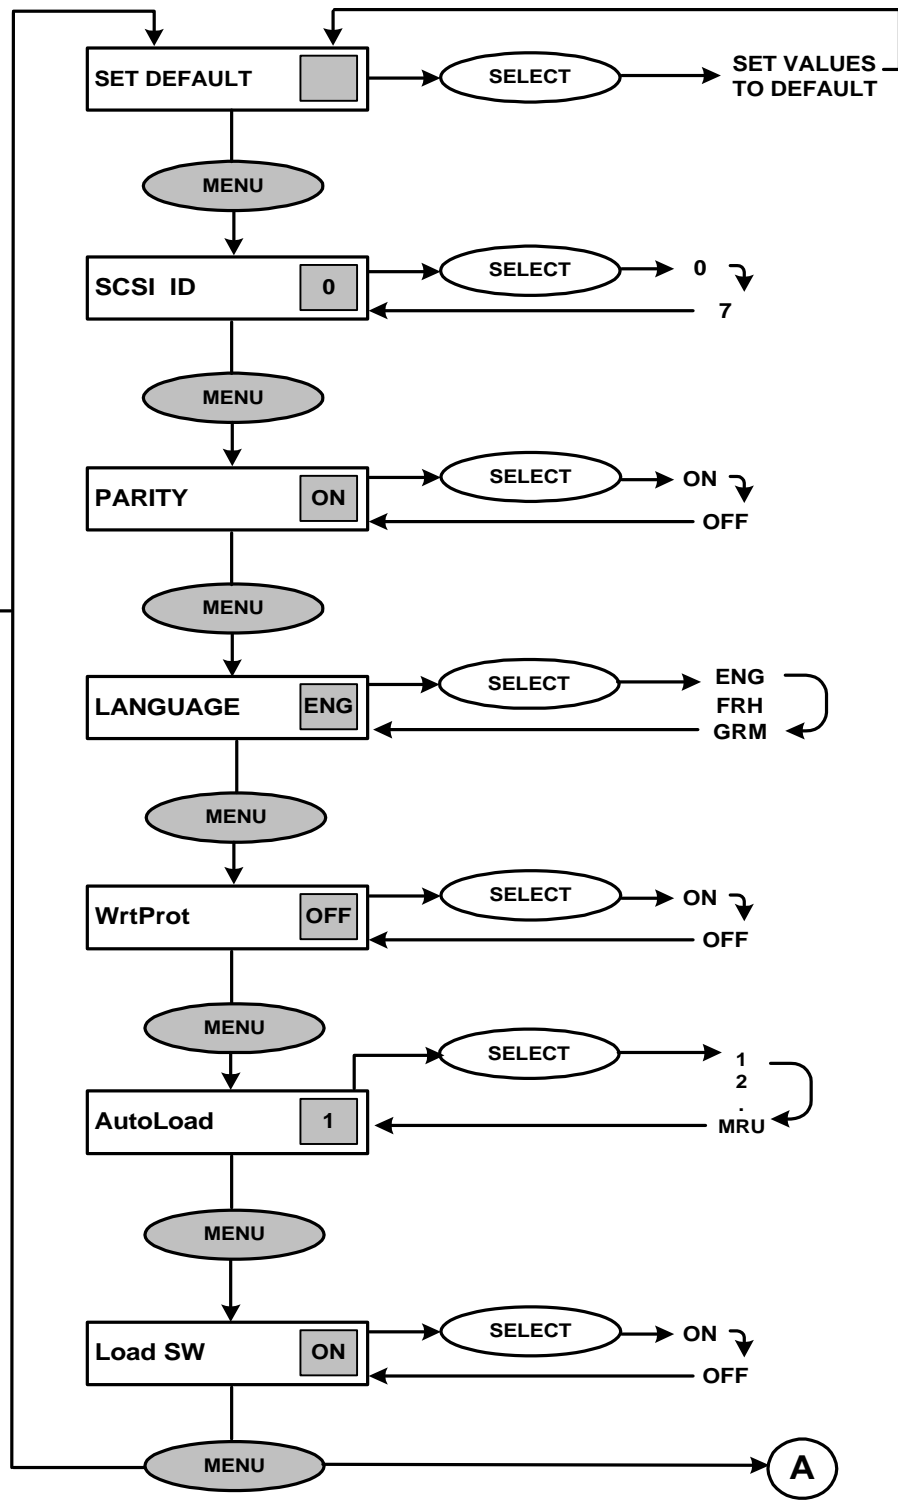 SET DEFAULT
SELECT
SET VALUES
TO DEFAULT
MENU
SCSI ID
0
SELECT
0
7
MENU
PARITY
ON
SELECT
ON
OFF
MENU
LANGUAGE
ENG
SELECT
ENG
FRH
GRM
MENU
WrtProt
OFF
SELECT
ON
OFF
MENU
AutoLoad
1
SELECT
1
2
.
MRU
MENU
Load SW
ON
SELECT
ON
OFF
MENU
A